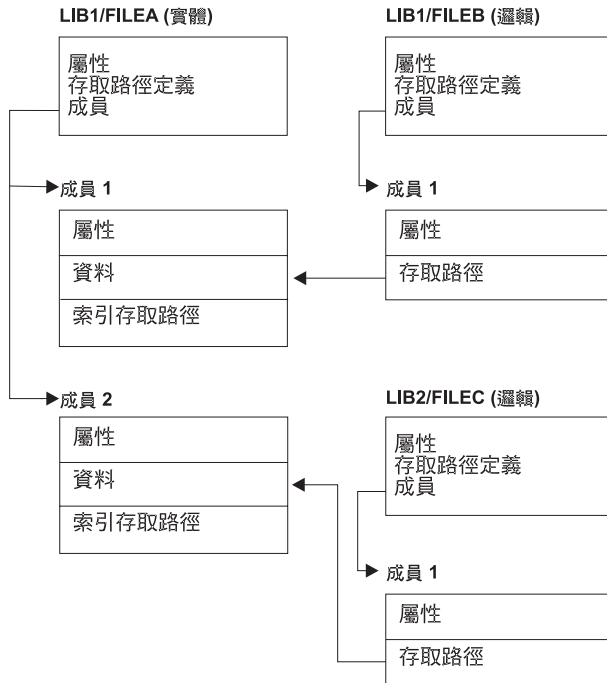 LIB1/FILEA (實體)
屬性
存取路徑定義
成員
成員 1
屬性
資料
索引存取路徑
成員 2
屬性
資料
索引存取路徑
LIB1/FILEB (邏輯)
屬性
存取路徑定義
成員
成員 1
屬性
存取路徑
LIB2/FILEC (邏輯)
屬性
存取路徑定義
成員
成員 1
屬性
存取路徑